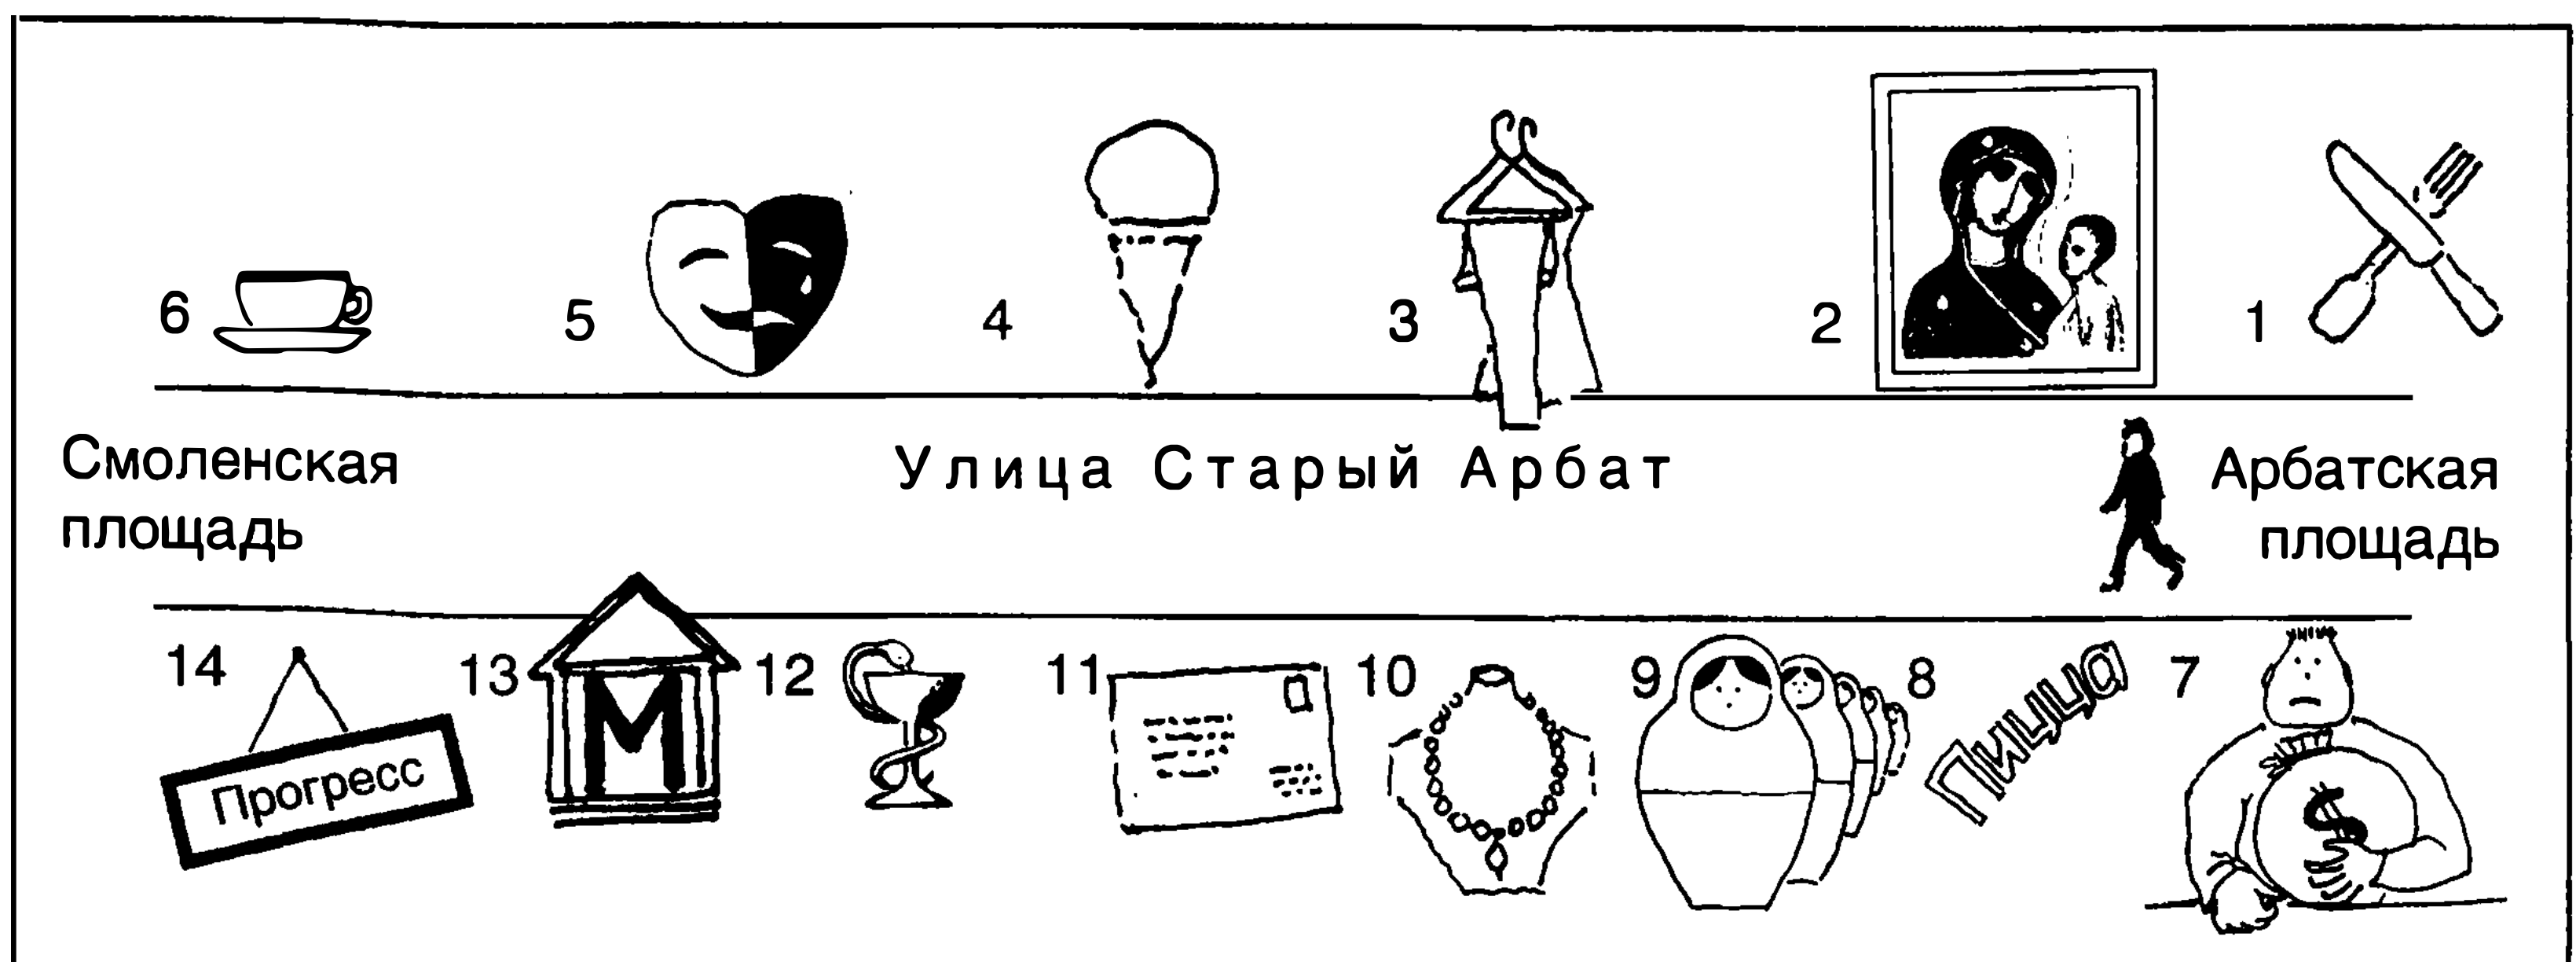 6 5 4 3 2 1
Смоленская
площадь
Улица Старый Арбат
Арбатская
площадь
14 13 12 11 10 9 8 7
Прогресс
М
Пицца
$